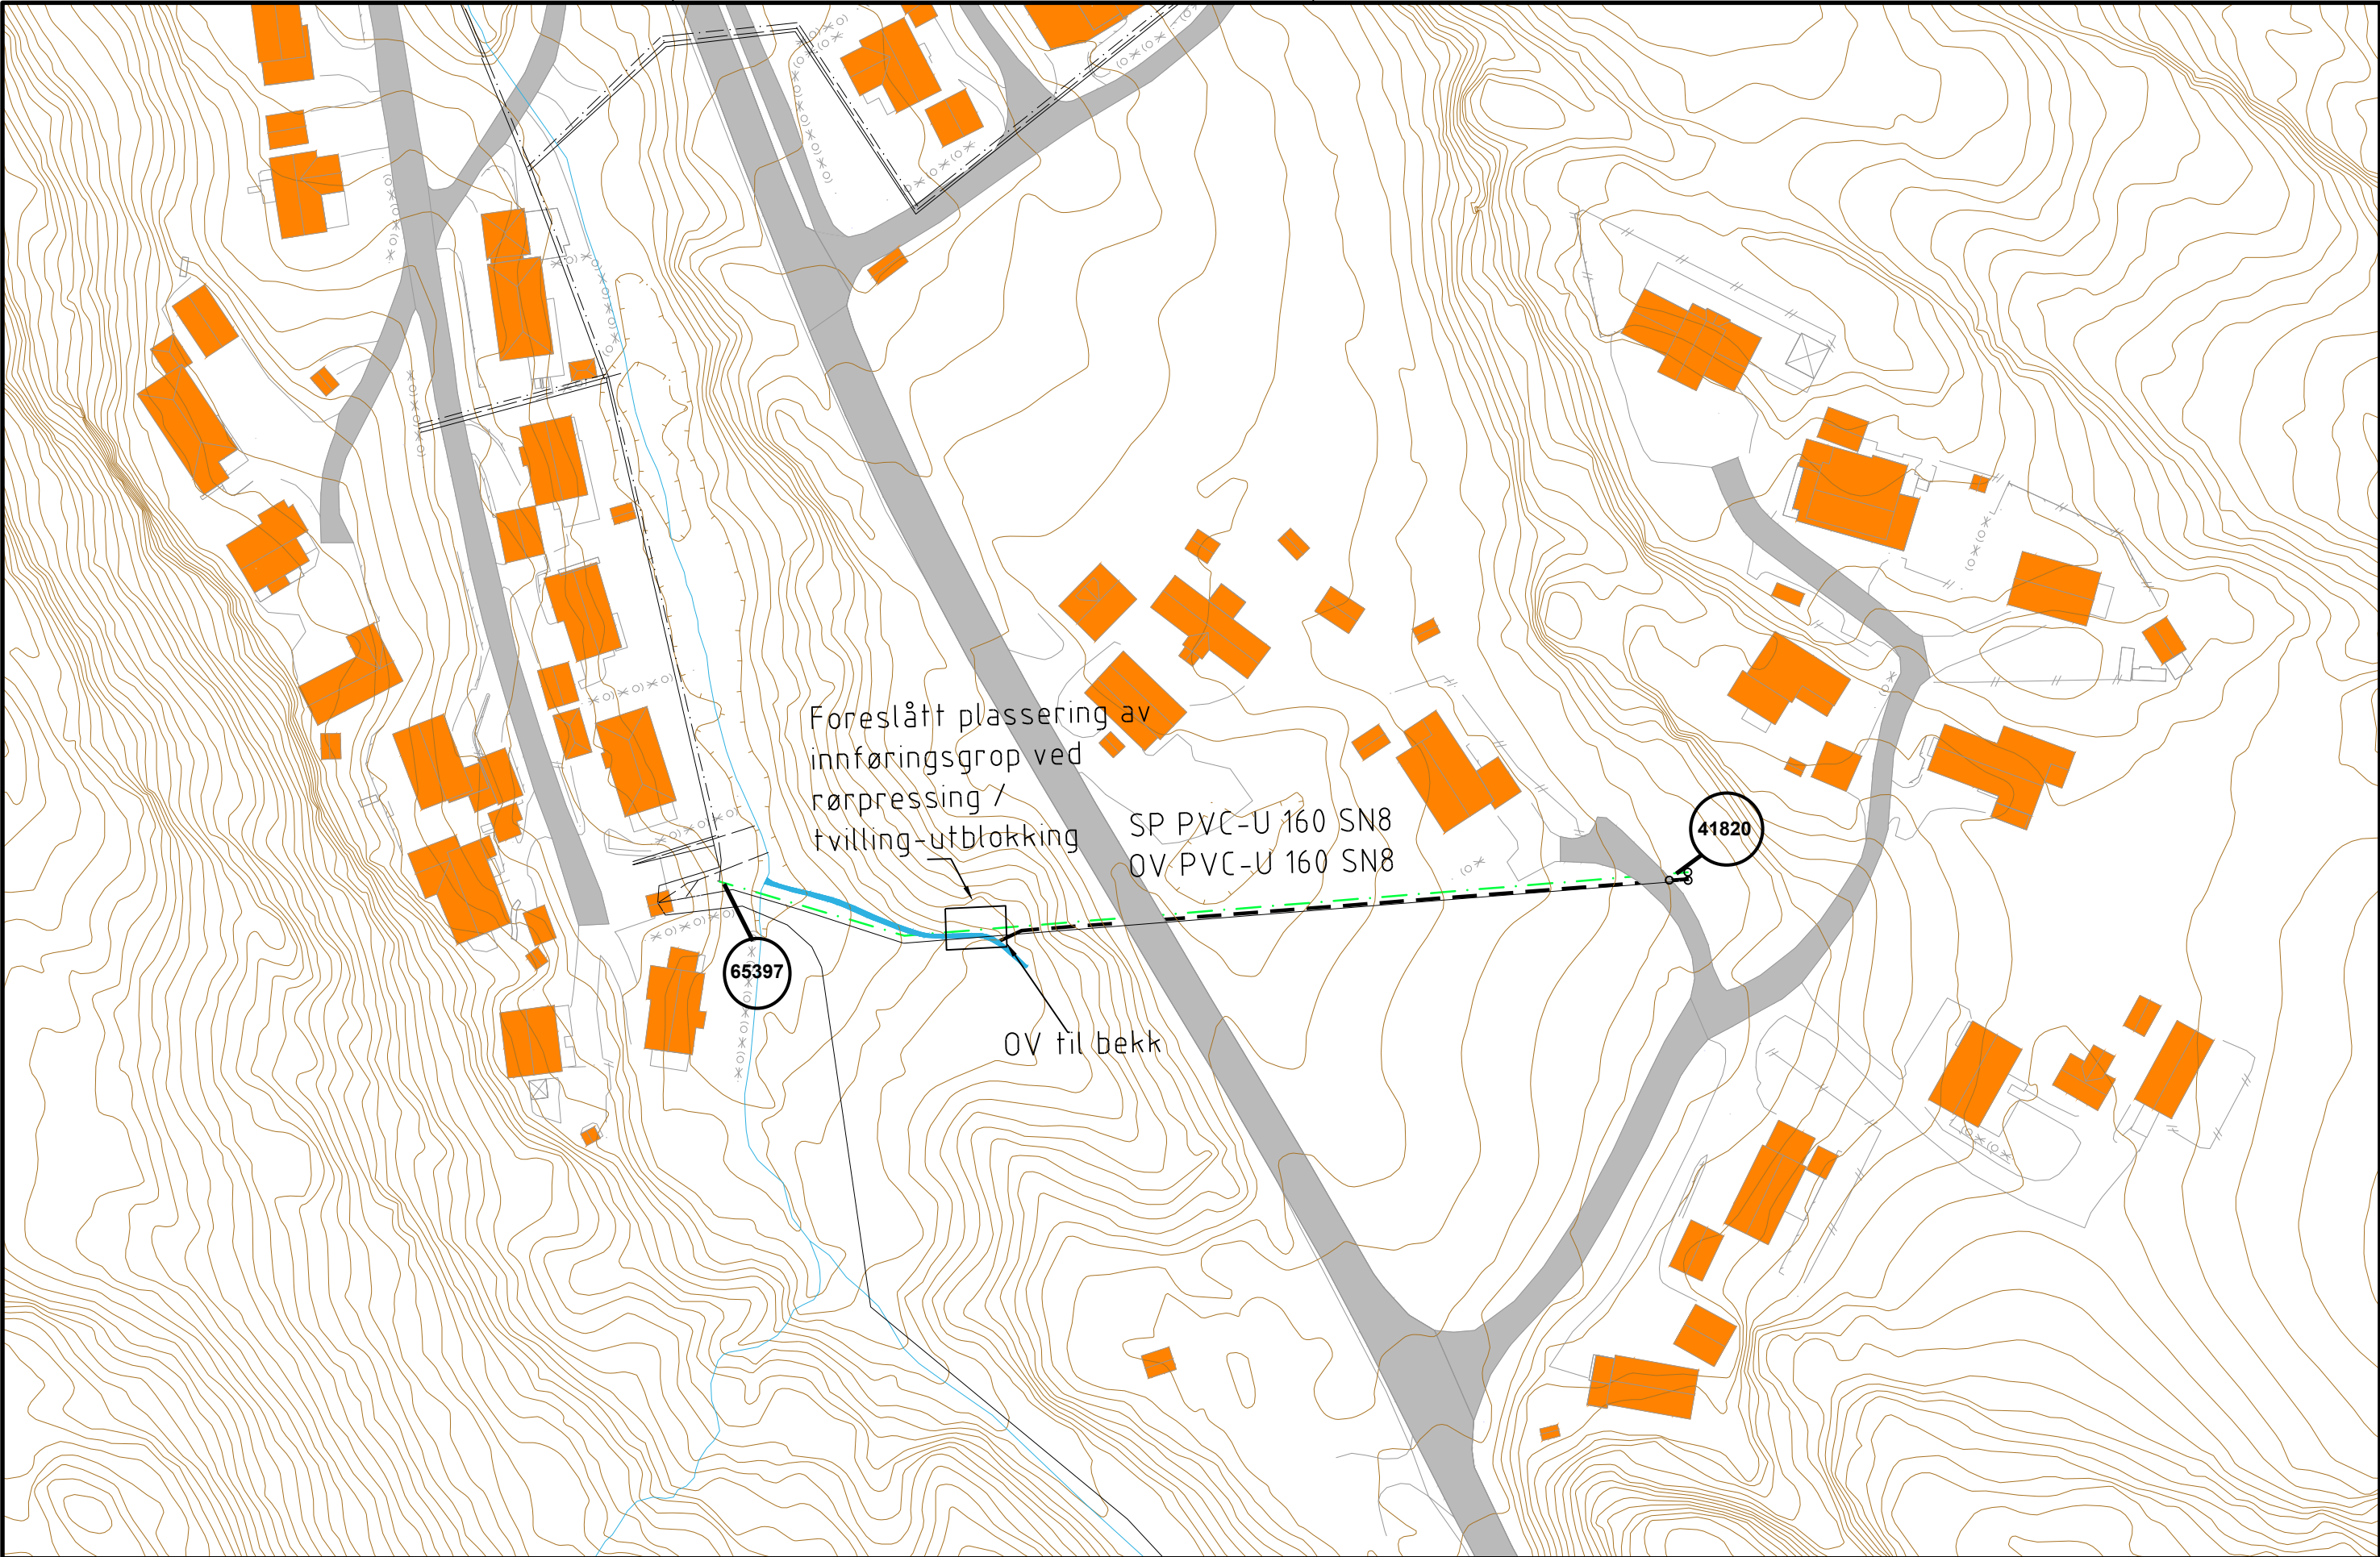 Foreslått plassering av
innføringsgrop ved
rørpressing /
tvilling-utblokking
SP PVC-U 160 SN8
OV PVC-U 160 SN8
41820
65397
OV til bekk